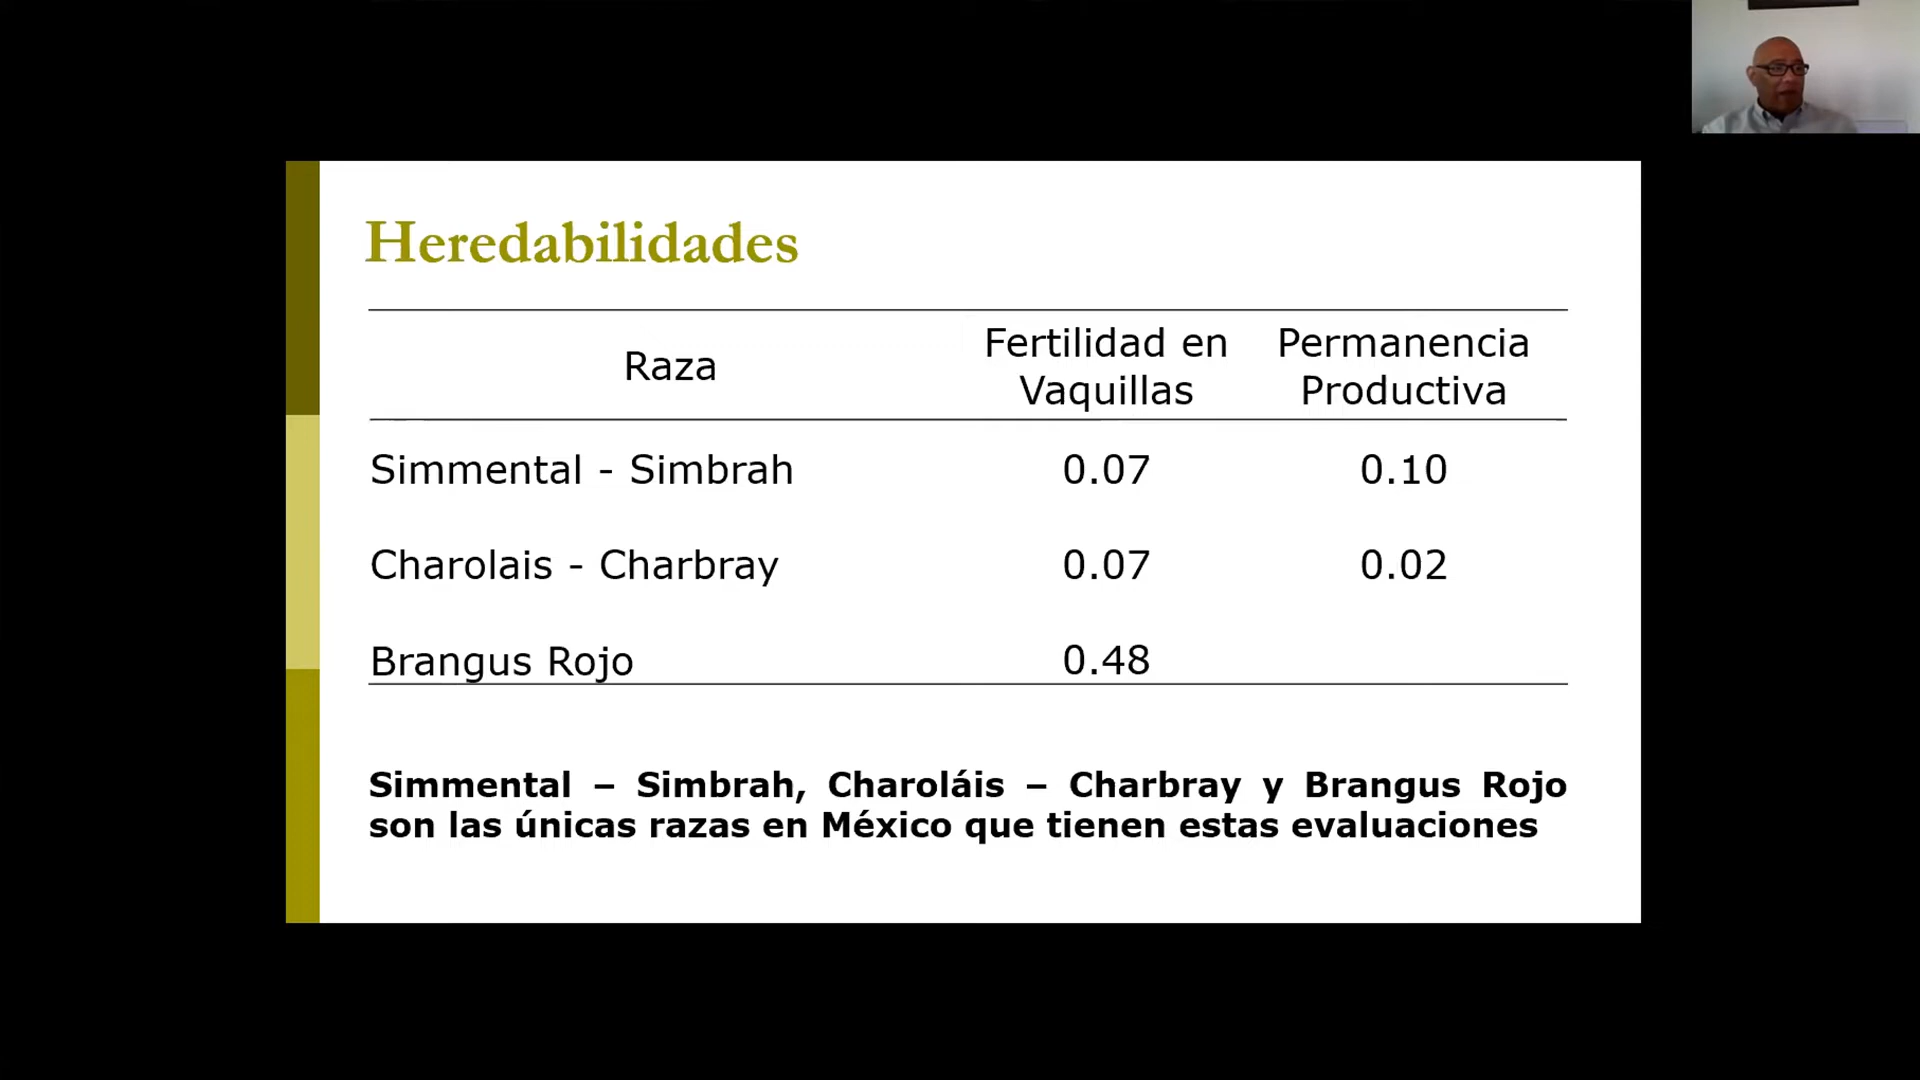 Heredabilidades
Raza
Fertilidad en
Vaquillas
Permanencia
Productiva
Simmental - Simbrah 0.07 0.10
Charolais - Charbray 0.07 0.02
Brangus Rojo 0.48
Simmental – Simbrah, Charoláis – Charbray y Brangus Rojo
son las únicas razas en México que tienen estas evaluaciones